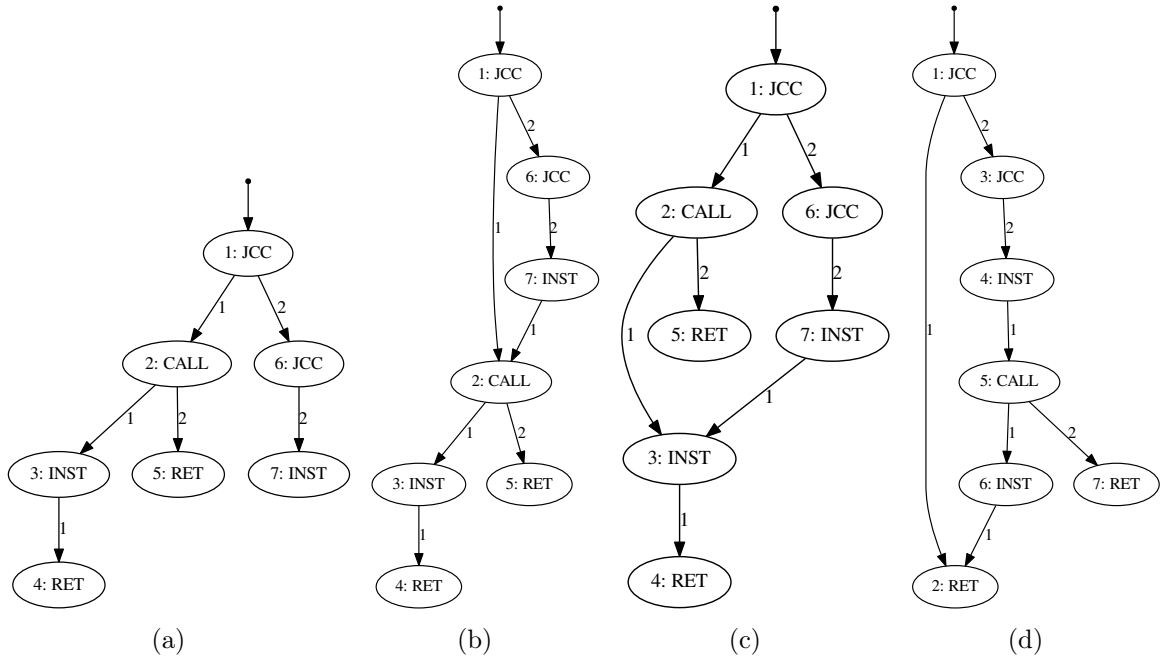 1: JCC
1
2
2: CALL
6: JCC
1
2
2
3: INST
5: RET
7: INST
1
4: RET
(a)
1: JCC
2
6: JCC
1
2
7: INST
1
2: CALL
1
2
3: INST
5: RET
1
4: RET
(b)
1: JCC
1
2
2: CALL
6: JCC
2
2
1
5: RET
7: INST
1
3: INST
1
4: RET
(c)
1: JCC
2
3: JCC
2
4: INST
1
1
5: CALL
1
2
6: INST
7: RET
1
2: RET
(d)